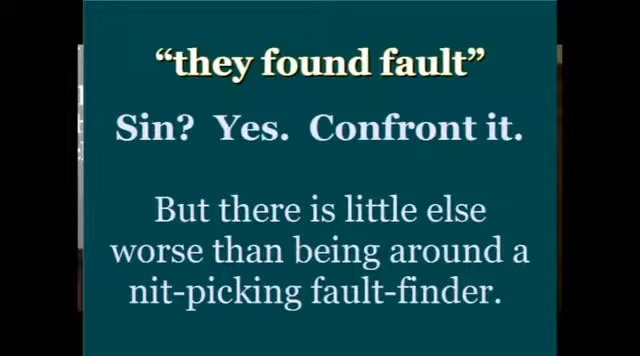 “they found fault”
Sin? Yes. Confront it.
But there is little else
worse than being around a
nit-picking fault-finder.